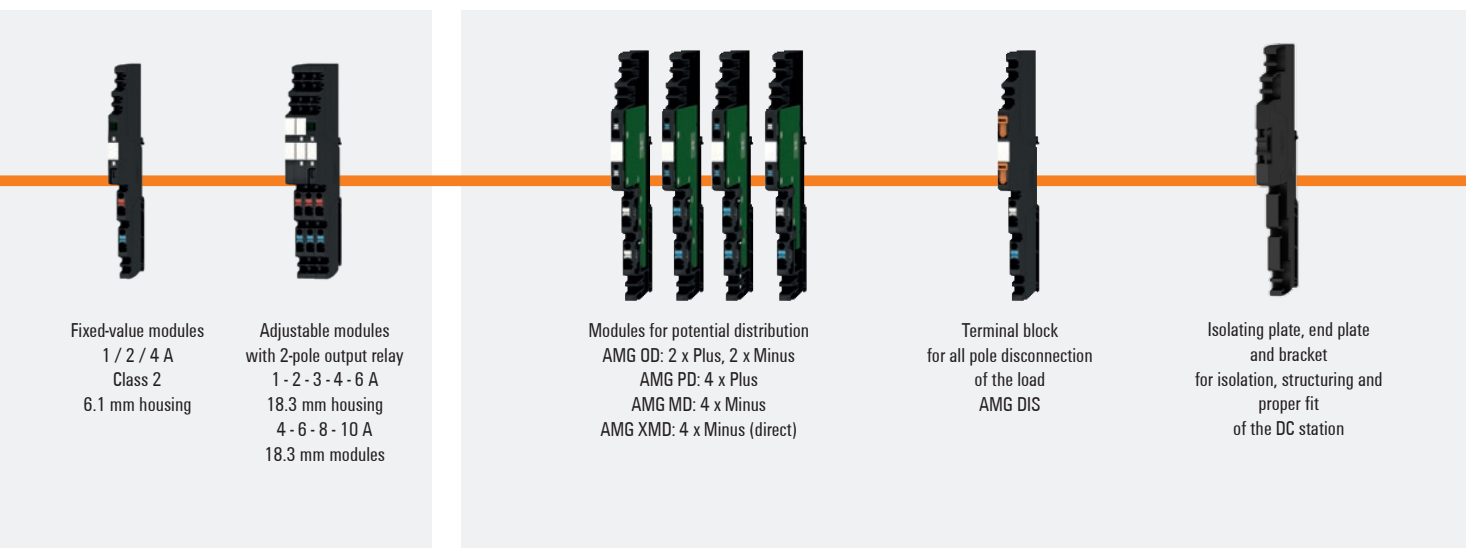 Fixed-value modules
1 / 2 / 4 A
Class 2
6.1 mm housing
Adjustable modules
with 2-pole output relay
1 - 2 - 3 - 4 - 6 A
18.3 mm housing
4 - 6 - 8 - 10 A
18.3 mm modules
Modules for potential distribution
AMG OD: 2 x Plus, 2 x Minus
AMG PD: 4 x Plus
AMG MD: 4 x Minus
AMG XMD: 4 x Minus (direct)
Terminal block
for all pole disconnection
of the load
AMG DIS
Isolating plate, end plate
and bracket
for isolation, structuring and
proper fit
of the DC station